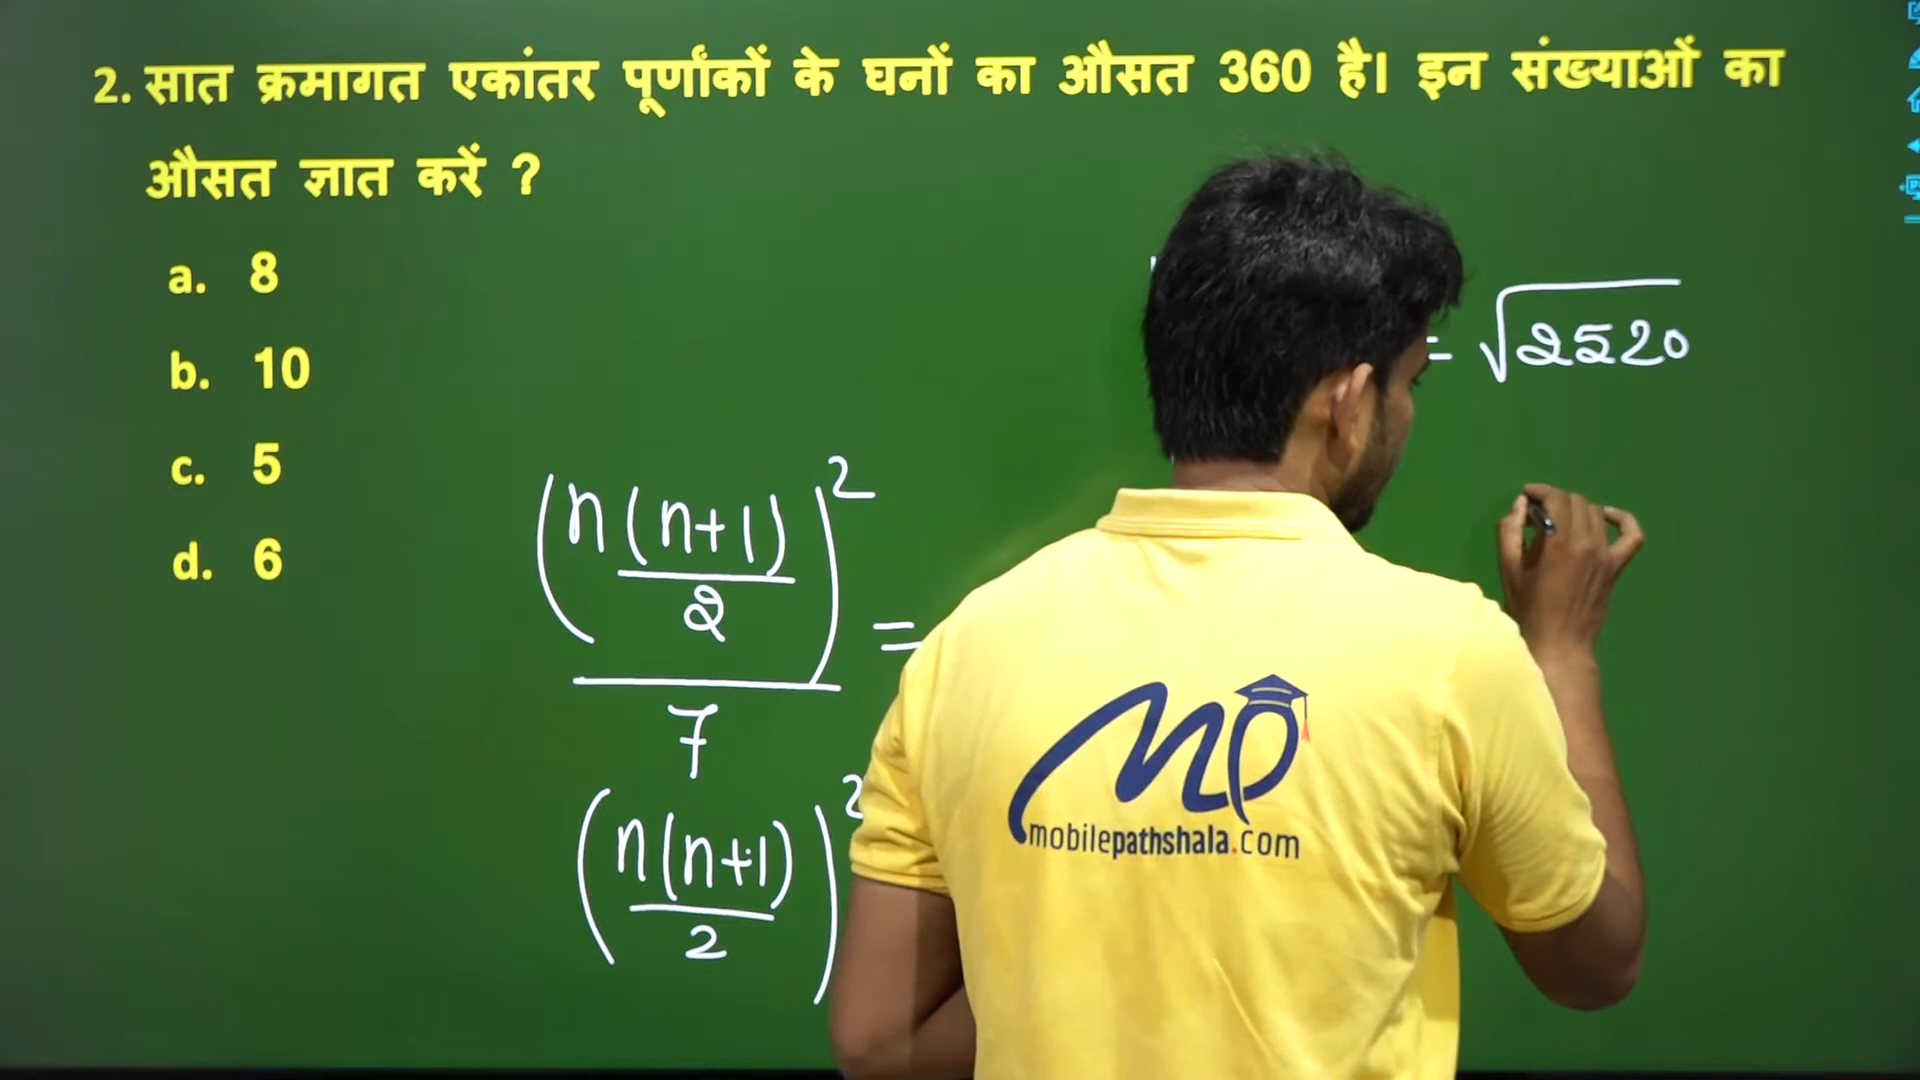 2. सात क्रमागत एकांतर पूर्णांकों के घनों का औसत 360 है। इन संख्याओं का
औसत ज्ञात करें ?
a. 8
b. 10
c. 5
d. 6
= √2520
(n(n+1)/2)²
=
7
(n(n+1)/2)²
mobilepathshala.com